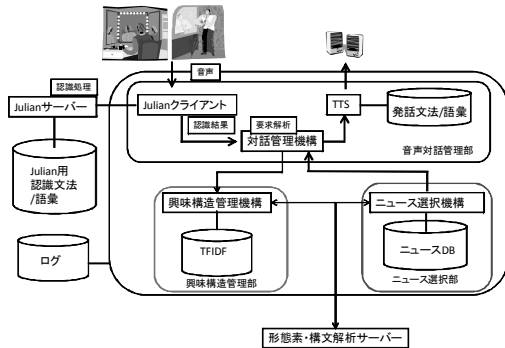 音声
認識処理
Julianサーバー
Julianクライアント
TTS
発話文法/語彙
認識結果
要求解析
対話管理機構
音声対話管理部
Julian用
認識文法
/語彙
興味構造管理機構
ニュース選択機構
ログ
TFIDF
ニュースDB
興味構造管理部
ニュース選択部
形態素・構文解析サーバー